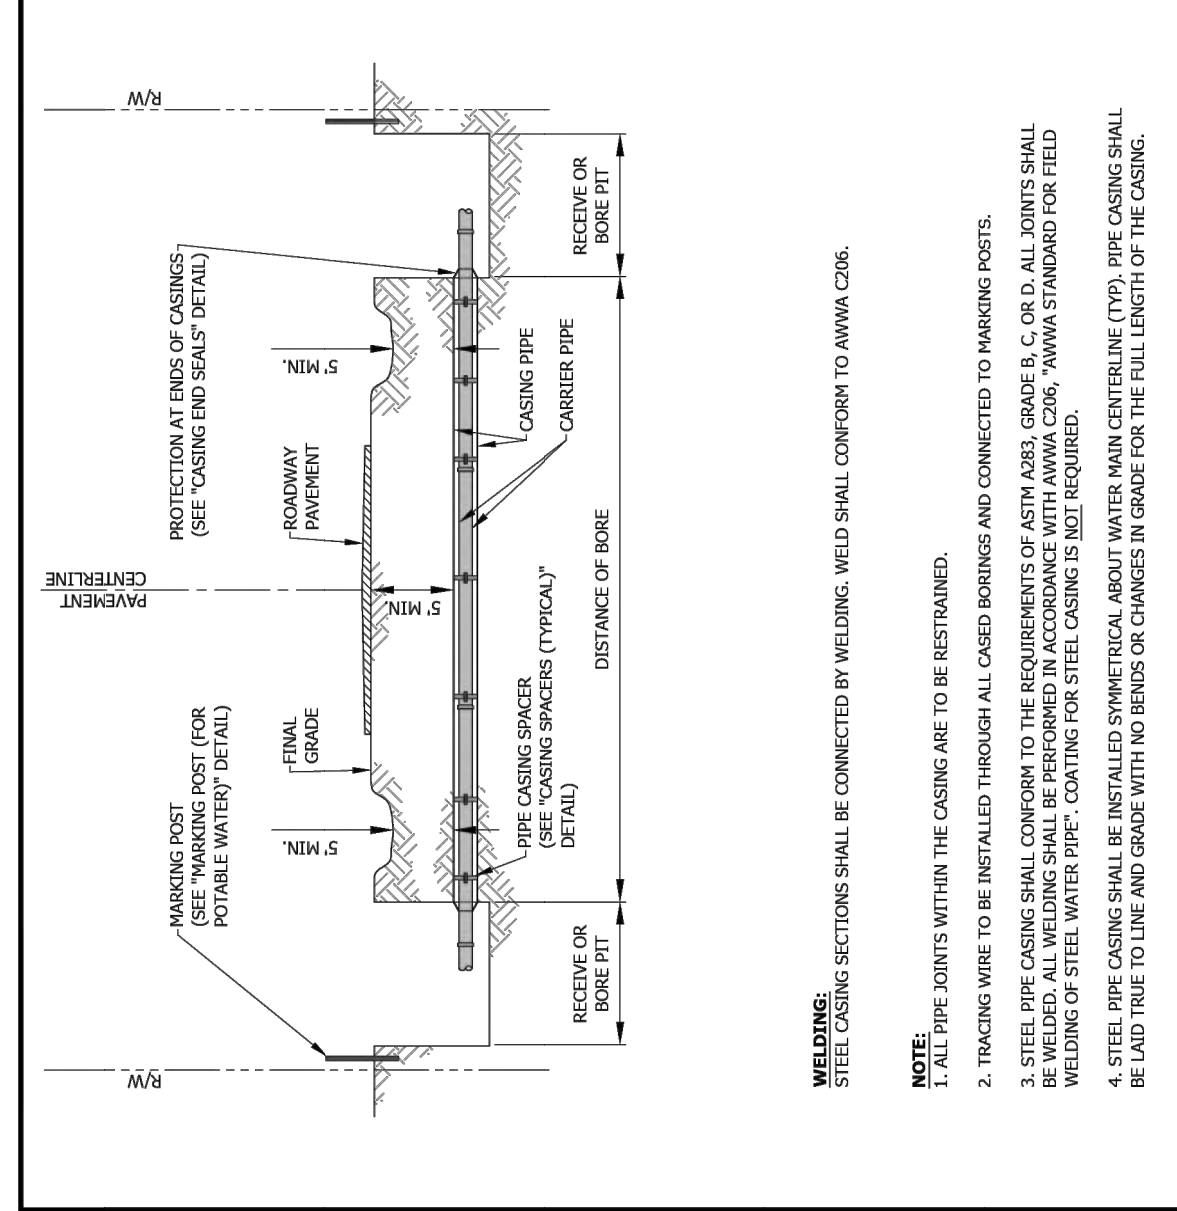 R/W
MARKING POST
(SEE "MARKING POST (FOR
POTABLE WATER)" DETAIL)
PAVEMENT
CENTERLINE
PROTECTION AT ENDS OF CASINGS
(SEE "CASING END SEALS" DETAIL)
R/W
5' MIN.
FINAL
GRADE
ROADWAY
PAVEMENT
5' MIN.
5' MIN.
PIPE CASING SPACER
(SEE "CASING SPACERS (TYPICAL)"
DETAIL)
CASING PIPE
CARRIER PIPE
RECEIVE OR
BORE PIT
DISTANCE OF BORE
RECEIVE OR
BORE PIT
WELDING:
STEEL CASING SECTIONS SHALL BE CONNECTED BY WELDING. WELD SHALL CONFORM TO AWWA C206.
NOTE:
1. ALL PIPE JOINTS WITHIN THE CASING ARE TO BE RESTRAINED.
2. TRACING WIRE TO BE INSTALLED THROUGH ALL CASED BORINGS AND CONNECTED TO MARKING POSTS.
3. STEEL PIPE CASING SHALL CONFORM TO THE REQUIREMENTS OF ASTM A283, GRADE B, C, OR D. ALL JOINTS SHALL
BE WELDED. ALL WELDING SHALL BE PERFORMED IN ACCORDANCE WITH AWWA C206, "AWWA STANDARD FOR FIELD
WELDING OF STEEL WATER PIPE". COATING FOR STEEL CASING IS NOT REQUIRED.
4. STEEL PIPE CASING SHALL BE INSTALLED SYMMETRICAL ABOUT WATER MAIN CENTERLINE (TYP). PIPE CASING SHALL
BE LAID TRUE TO LINE AND GRADE WITH NO BENDS OR CHANGES IN GRADE FOR THE FULL LENGTH OF THE CASING.